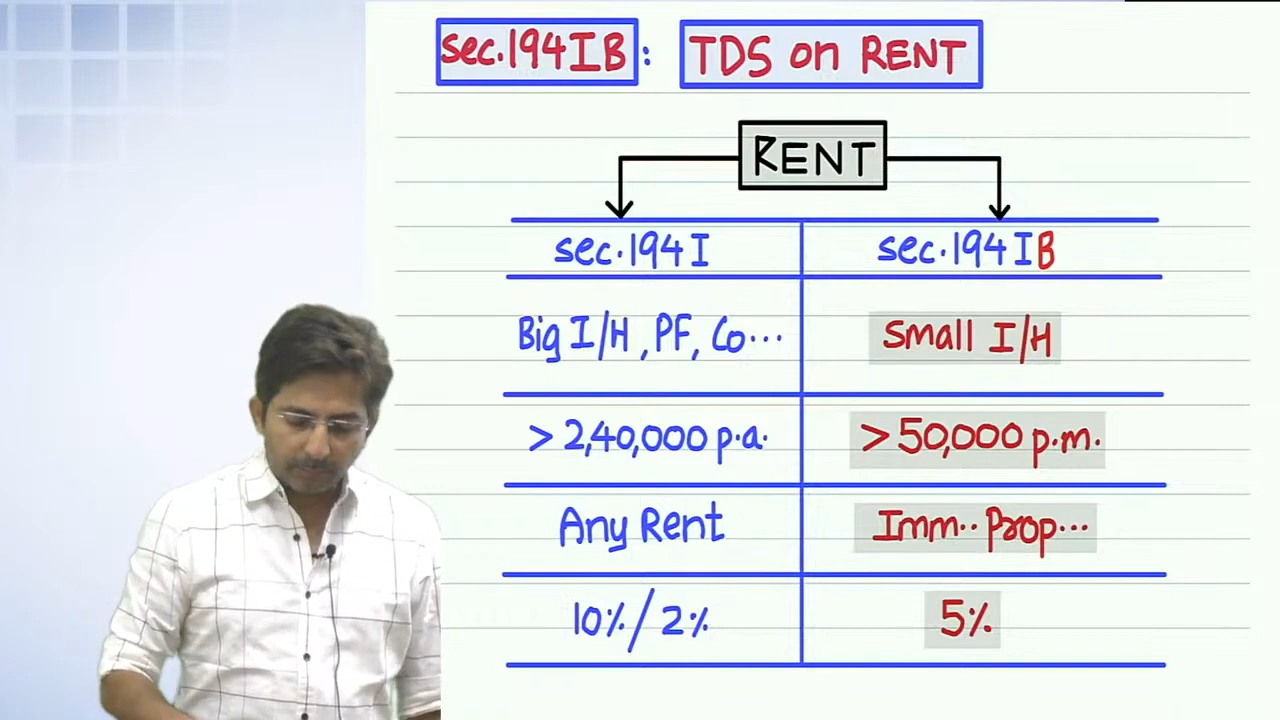 sec.194IB : TDS on RENT
RENT
sec.194I sec.194IB
Big I/H, PF, Co... Small I/H
> 2,40,000 p.a. > 50,000 p.m.
Any Rent Imm.. Prop...
10% / 2% 5%